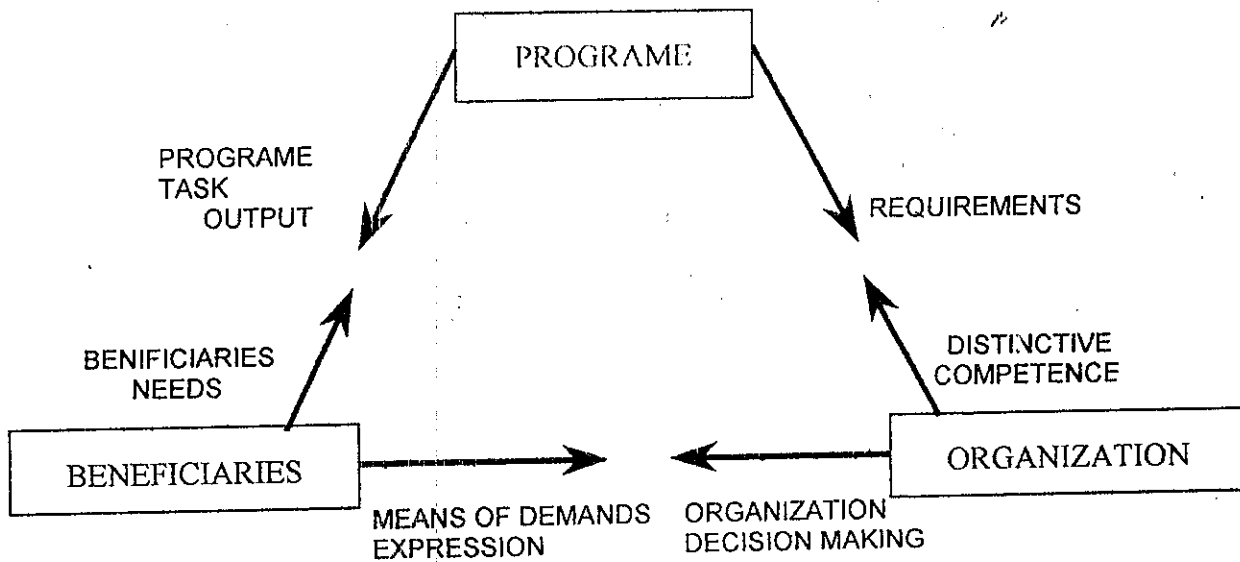 PROGRAME
PROGRAME
TASK
OUTPUT
REQUIREMENTS
BENIFICIARIES
NEEDS
DISTINCTIVE
COMPETENCE
BENEFICIARIES
ORGANIZATION
MEANS OF DEMANDS
EXPRESSION
ORGANIZATION
DECISION MAKING